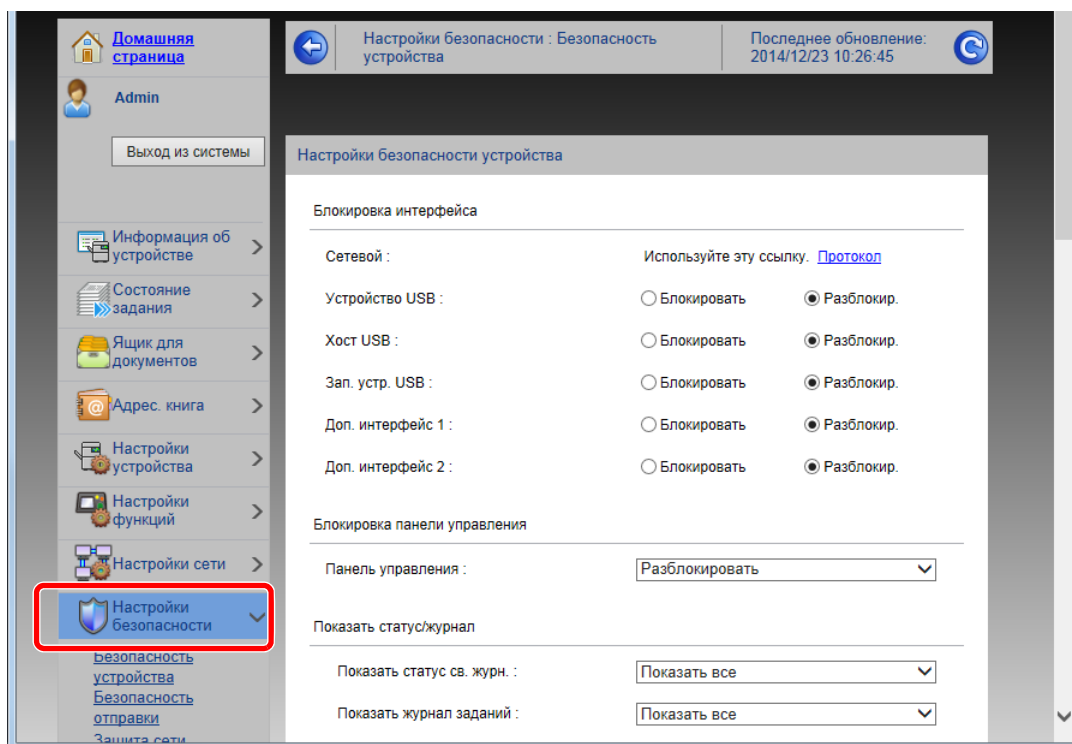 Домашняя
страница
Admin
Выход из системы
Информация об
устройстве
Состояние
задания
Ящик для
документов
Адрес. книга
Настройки
устройства
Настройки
функций
Настройки сети
Настройки
безопасности
Безопасность
устройства
Безопасность
отправки
Защита сети
Настройки безопасности : Безопасность
устройства
Последнее обновление:
2014/12/23 10:26:45
Настройки безопасности устройства
Блокировка интерфейса
Сетевой : Используйте эту ссылку. Протокол
Устройство USB : Блокировать Разблокир.
Хост USB : Блокировать Разблокир.
Зап. устр. USB : Блокировать Разблокир.
Доп. интерфейс 1 : Блокировать Разблокир.
Доп. интерфейс 2 : Блокировать Разблокир.
Блокировка панели управления
Панель управления : Разблокировать
Показать статус/журнал
Показать статус св. журн. : Показать все
Показать журнал заданий : Показать все